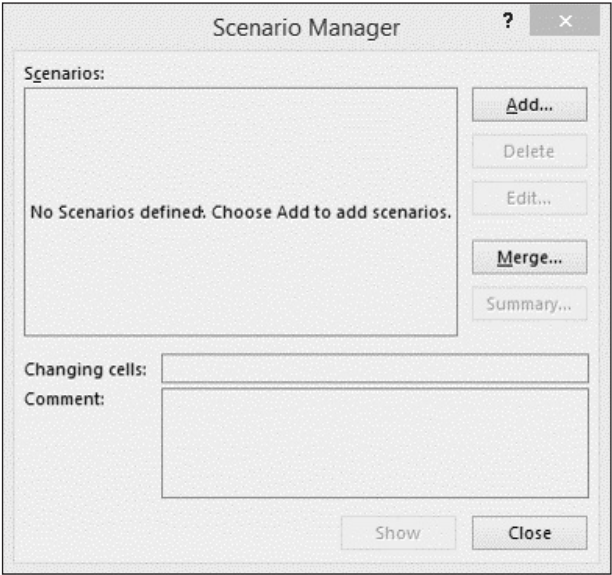 Scenario Manager
?
×
Scenarios:
Add...
Delete
No Scenarios defined. Choose Add to add scenarios.
Edit...
Merge...
Summary...
Changing cells:
Comment:
Show
Close